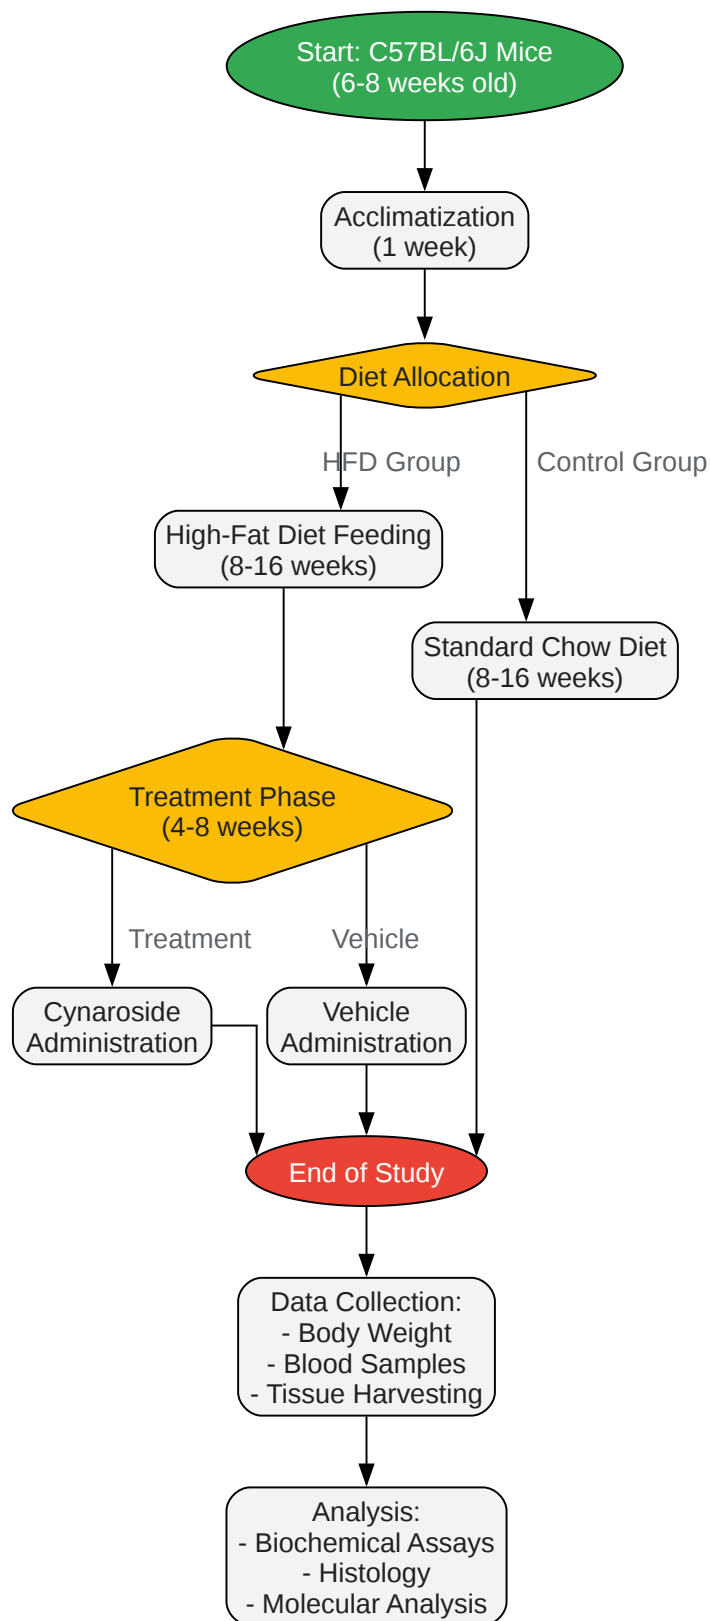 Start: C57BL/6J Mice
(6-8 weeks old)
Acclimatization
(1 week)
Diet Allocation
HFD Group
Control Group
High-Fat Diet Feeding
(8-16 weeks)
Standard Chow Diet
(8-16 weeks)
Treatment Phase
(4-8 weeks)
Treatment
Vehicle
Cynaroside
Administration
Vehicle
Administration
End of Study
Data Collection:
- Body Weight
- Blood Samples
- Tissue Harvesting
Analysis:
- Biochemical Assays
- Histology
- Molecular Analysis